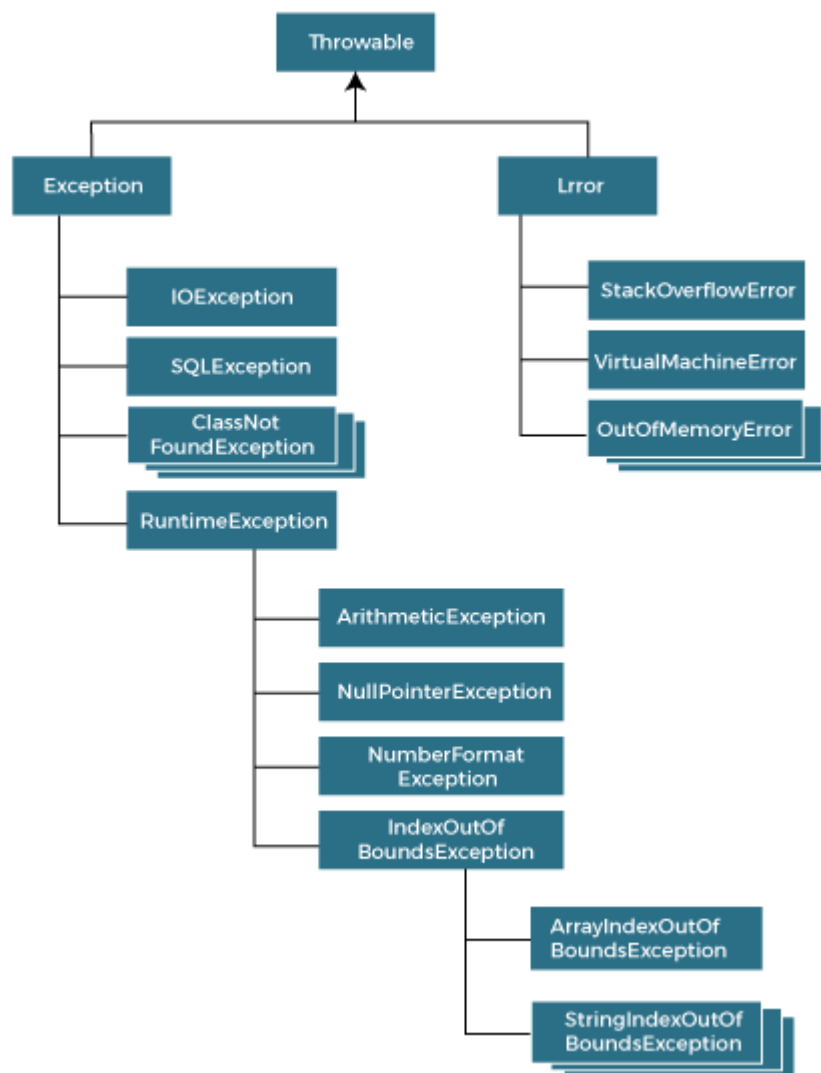 Throwable
Exception
Lrror
IOException
StackOverflowError
SQLException
VirtualMachineError
ClassNot
FoundException
OutOfMemoryError
RuntimeException
ArithmeticException
NullPointerException
NumberFormat
Exception
IndexOutOf
BoundsException
ArrayIndexOutOf
BoundsException
StringIndexOutOf
BoundsException